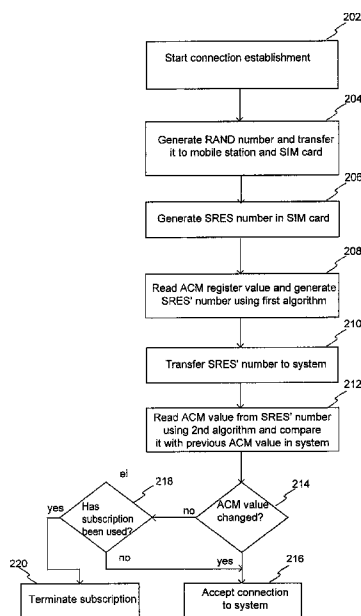 202
Start connection establishment
204
Generate RAND number and transfer
it to mobile station and SIM card
206
Generate SRES number in SIM card
208
Read ACM register value and generate
SRES' number using first algorithm
210
Transfer SRES' number to system
212
Read ACM value from SRES' number
using 2nd algorithm and compare
it with previous ACM value in system
ei
218
214
yes
Has
subscription
been used?
no
ACM value
changed?
no
yes
220
216
Terminate subscription
Accept connection
to system